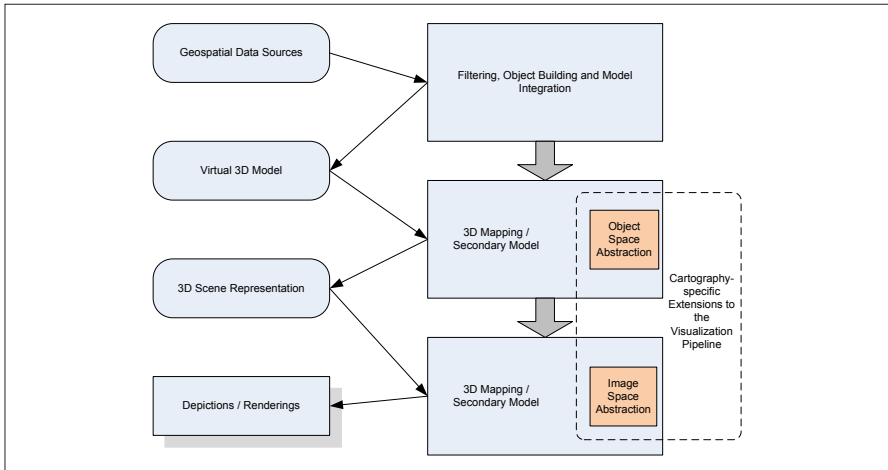 Geospatial Data Sources
Filtering, Object Building and Model
Integration
Virtual 3D Model
3D Mapping /
Secondary Model
Object
Space
Abstraction
Cartography-
specific
Extensions to
the
Visualization
Pipeline
3D Scene Representation
3D Mapping /
Secondary Model
Image
Space
Abstraction
Depictions / Renderings